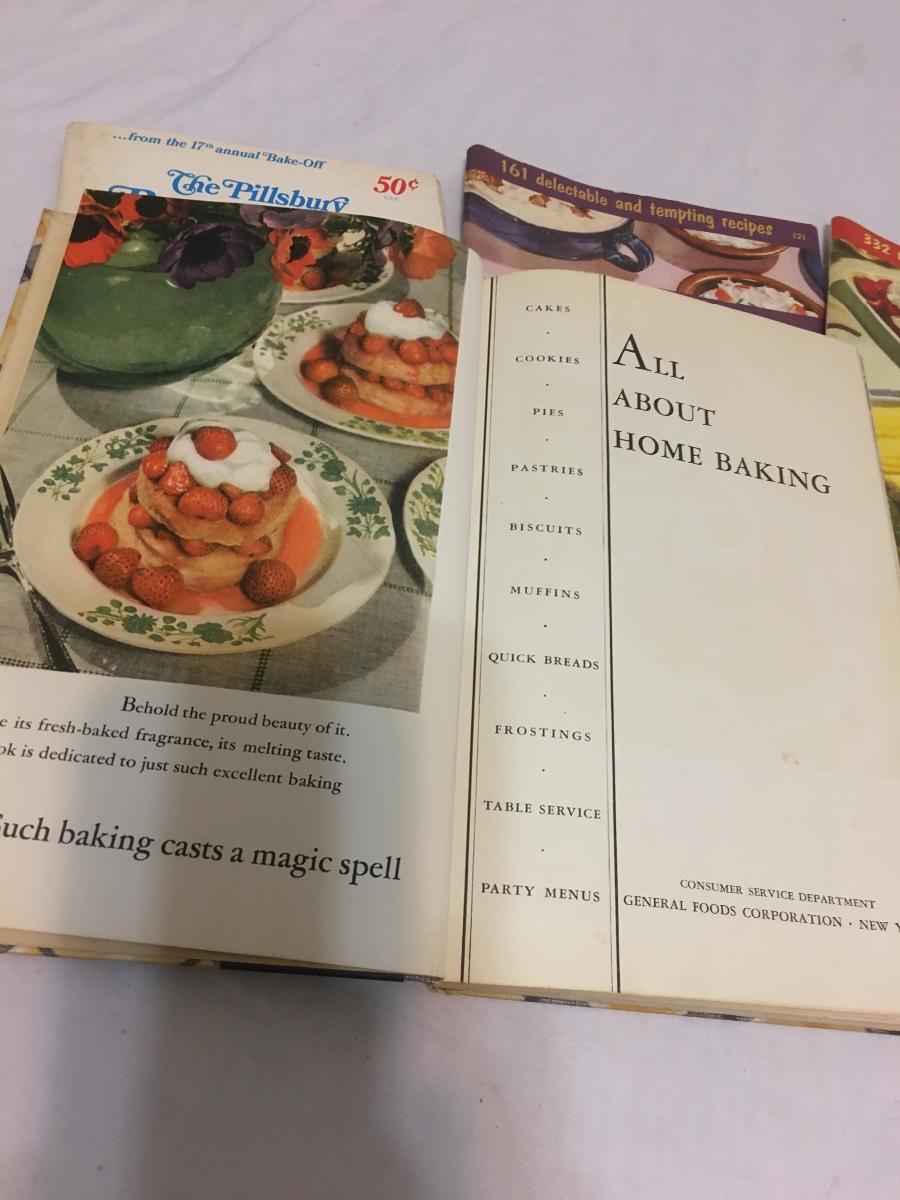 ...from the 17th annual Bake-Off
The Pillsbury
50¢
161 delectable and tempting recipes
121
332
CAKES
COOKIES
PIES
PASTRIES
BISCUITS
MUFFINS
QUICK BREADS
FROSTINGS
TABLE SERVICE
PARTY MENUS
ALL
ABOUT
HOME BAKING
CONSUMER SERVICE DEPARTMENT
GENERAL FOODS CORPORATION · NEW
Behold the proud beauty of it.
its fresh-baked fragrance, its melting taste.
is dedicated to just such excellent baking
Such baking casts a magic spell